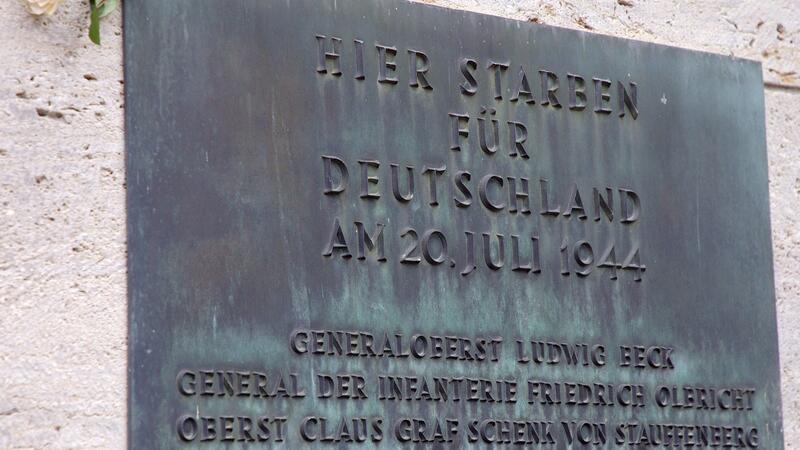 HIER STARBEN
FÜR
DEUTSCHLAND
AM 20. JULI 1944
GENERALOBERST LUDWIG BECK
GENERAL DER INFANTERIE FRIEDRICH OLBRICHT
OBERST CLAUS GRAF SCHENK VON STAUFFENBERG